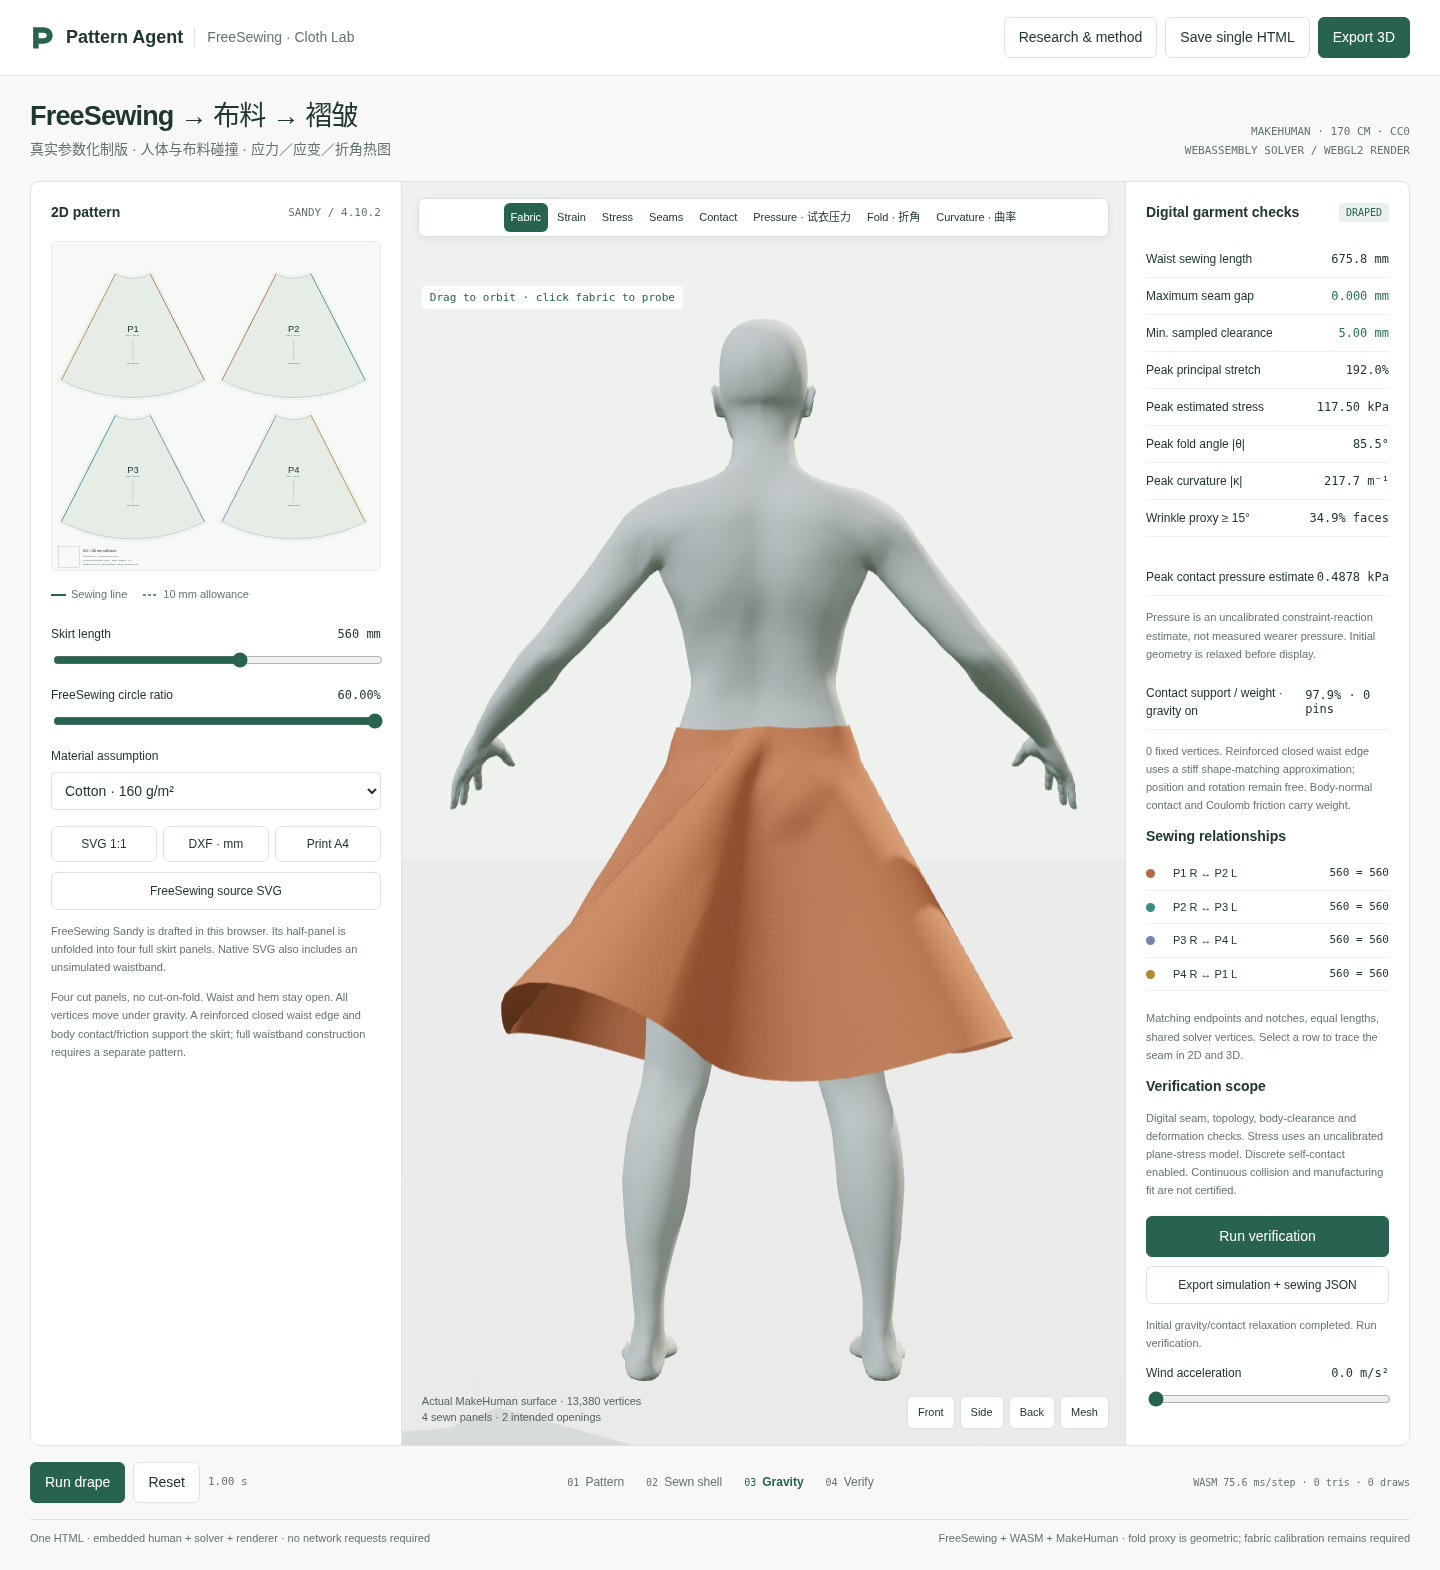 Pattern Agent
FreeSewing · Cloth Lab
Research & method
Save single HTML
Export 3D
FreeSewing → 布料 → 褶皱
真实参数化制版 · 人体与布料碰撞 · 应力／应变／折角热图
MAKEHUMAN · 170 CM · CC0
WEBASSEMBLY SOLVER / WEBGL2 RENDER
2D pattern
SANDY / 4.10.2
P1
P2
P3
P4
Sewing line
10 mm allowance
Skirt length
560 mm
FreeSewing circle ratio
60.00%
Material assumption
Cotton · 160 g/m²
SVG 1:1
DXF · mm
Print A4
FreeSewing source SVG
FreeSewing Sandy is drafted in this browser. Its half-panel is
unfolded into four full skirt panels. Native SVG also includes an
unsimulated waistband.
Four cut panels, no cut-on-fold. Waist and hem stay open. All
vertices move under gravity. A reinforced closed waist edge and
body contact/friction support the skirt; full waistband construction
requires a separate pattern.
Fabric
Strain
Stress
Seams
Contact
Pressure · 试衣压力
Fold · 折角
Curvature · 曲率
Drag to orbit · click fabric to probe
Actual MakeHuman surface · 13,380 vertices
4 sewn panels · 2 intended openings
Front
Side
Back
Mesh
Digital garment checks
DRAPED
Waist sewing length
675.8 mm
Maximum seam gap
0.000 mm
Min. sampled clearance
5.00 mm
Peak principal stretch
192.0%
Peak estimated stress
117.50 kPa
Peak fold angle |θ|
85.5°
Peak curvature |κ|
217.7 m⁻¹
Wrinkle proxy ≥ 15°
34.9% faces
Peak contact pressure estimate
0.4878 kPa
Pressure is an uncalibrated constraint-reaction
estimate, not measured wearer pressure. Initial
geometry is relaxed before display.
Contact support / weight ·
gravity on
97.9% · 0
pins
0 fixed vertices. Reinforced closed waist edge
uses a stiff shape-matching approximation;
position and rotation remain free. Body-normal
contact and Coulomb friction carry weight.
Sewing relationships
P1 R ↔ P2 L
560 = 560
P2 R ↔ P3 L
560 = 560
P3 R ↔ P4 L
560 = 560
P4 R ↔ P1 L
560 = 560
Matching endpoints and notches, equal lengths,
shared solver vertices. Select a row to trace the
seam in 2D and 3D.
Verification scope
Digital seam, topology, body-clearance and
deformation checks. Stress uses an uncalibrated
plane-stress model. Discrete self-contact
enabled. Continuous collision and manufacturing
fit are not certified.
Run verification
Export simulation + sewing JSON
Initial gravity/contact relaxation completed. Run
verification.
Wind acceleration
0.0 m/s²
Run drape
Reset
1.00 s
01 Pattern
02 Sewn shell
03 Gravity
04 Verify
WASM 75.6 ms/step · 0 tris · 0 draws
One HTML · embedded human + solver + renderer · no network requests required
FreeSewing + WASM + MakeHuman · fold proxy is geometric; fabric calibration remains required